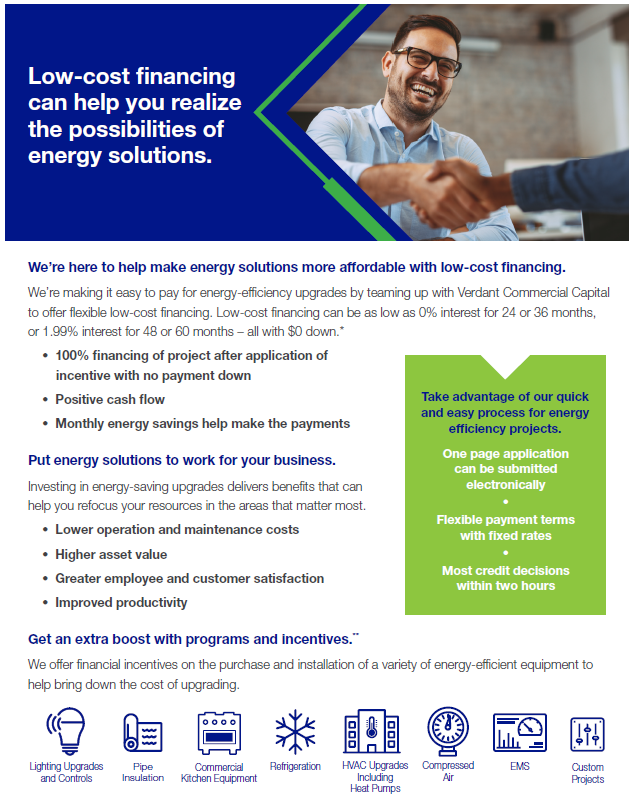 Low-cost financing
can help you realize
the possibilities of
energy solutions.
We’re here to help make energy solutions more affordable with low-cost financing.
We’re making it easy to pay for energy-efficiency upgrades by teaming up with Verdant Commercial Capital
to offer flexible low-cost financing. Low-cost financing can be as low as 0% interest for 24 or 36 months,
or 1.99% interest for 48 or 60 months – all with $0 down.*
• 100% financing of project after application of
incentive with no payment down
• Positive cash flow
• Monthly energy savings help make the payments
Put energy solutions to work for your business.
Investing in energy-saving upgrades delivers benefits that can
help you refocus your resources in the areas that matter most.
• Lower operation and maintenance costs
• Higher asset value
• Greater employee and customer satisfaction
• Improved productivity
Take advantage of our quick
and easy process for energy
efficiency projects.
One page application
can be submitted
electronically
•
Flexible payment terms
with fixed rates
•
Most credit decisions
within two hours
Get an extra boost with programs and incentives.**
We offer financial incentives on the purchase and installation of a variety of energy-efficient equipment to
help bring down the cost of upgrading.
Lighting Upgrades
and Controls
Pipe
Insulation
Commercial
Kitchen Equipment
Refrigeration
HVAC Upgrades
Including
Heat Pumps
Compressed
Air
EMS
Custom
Projects